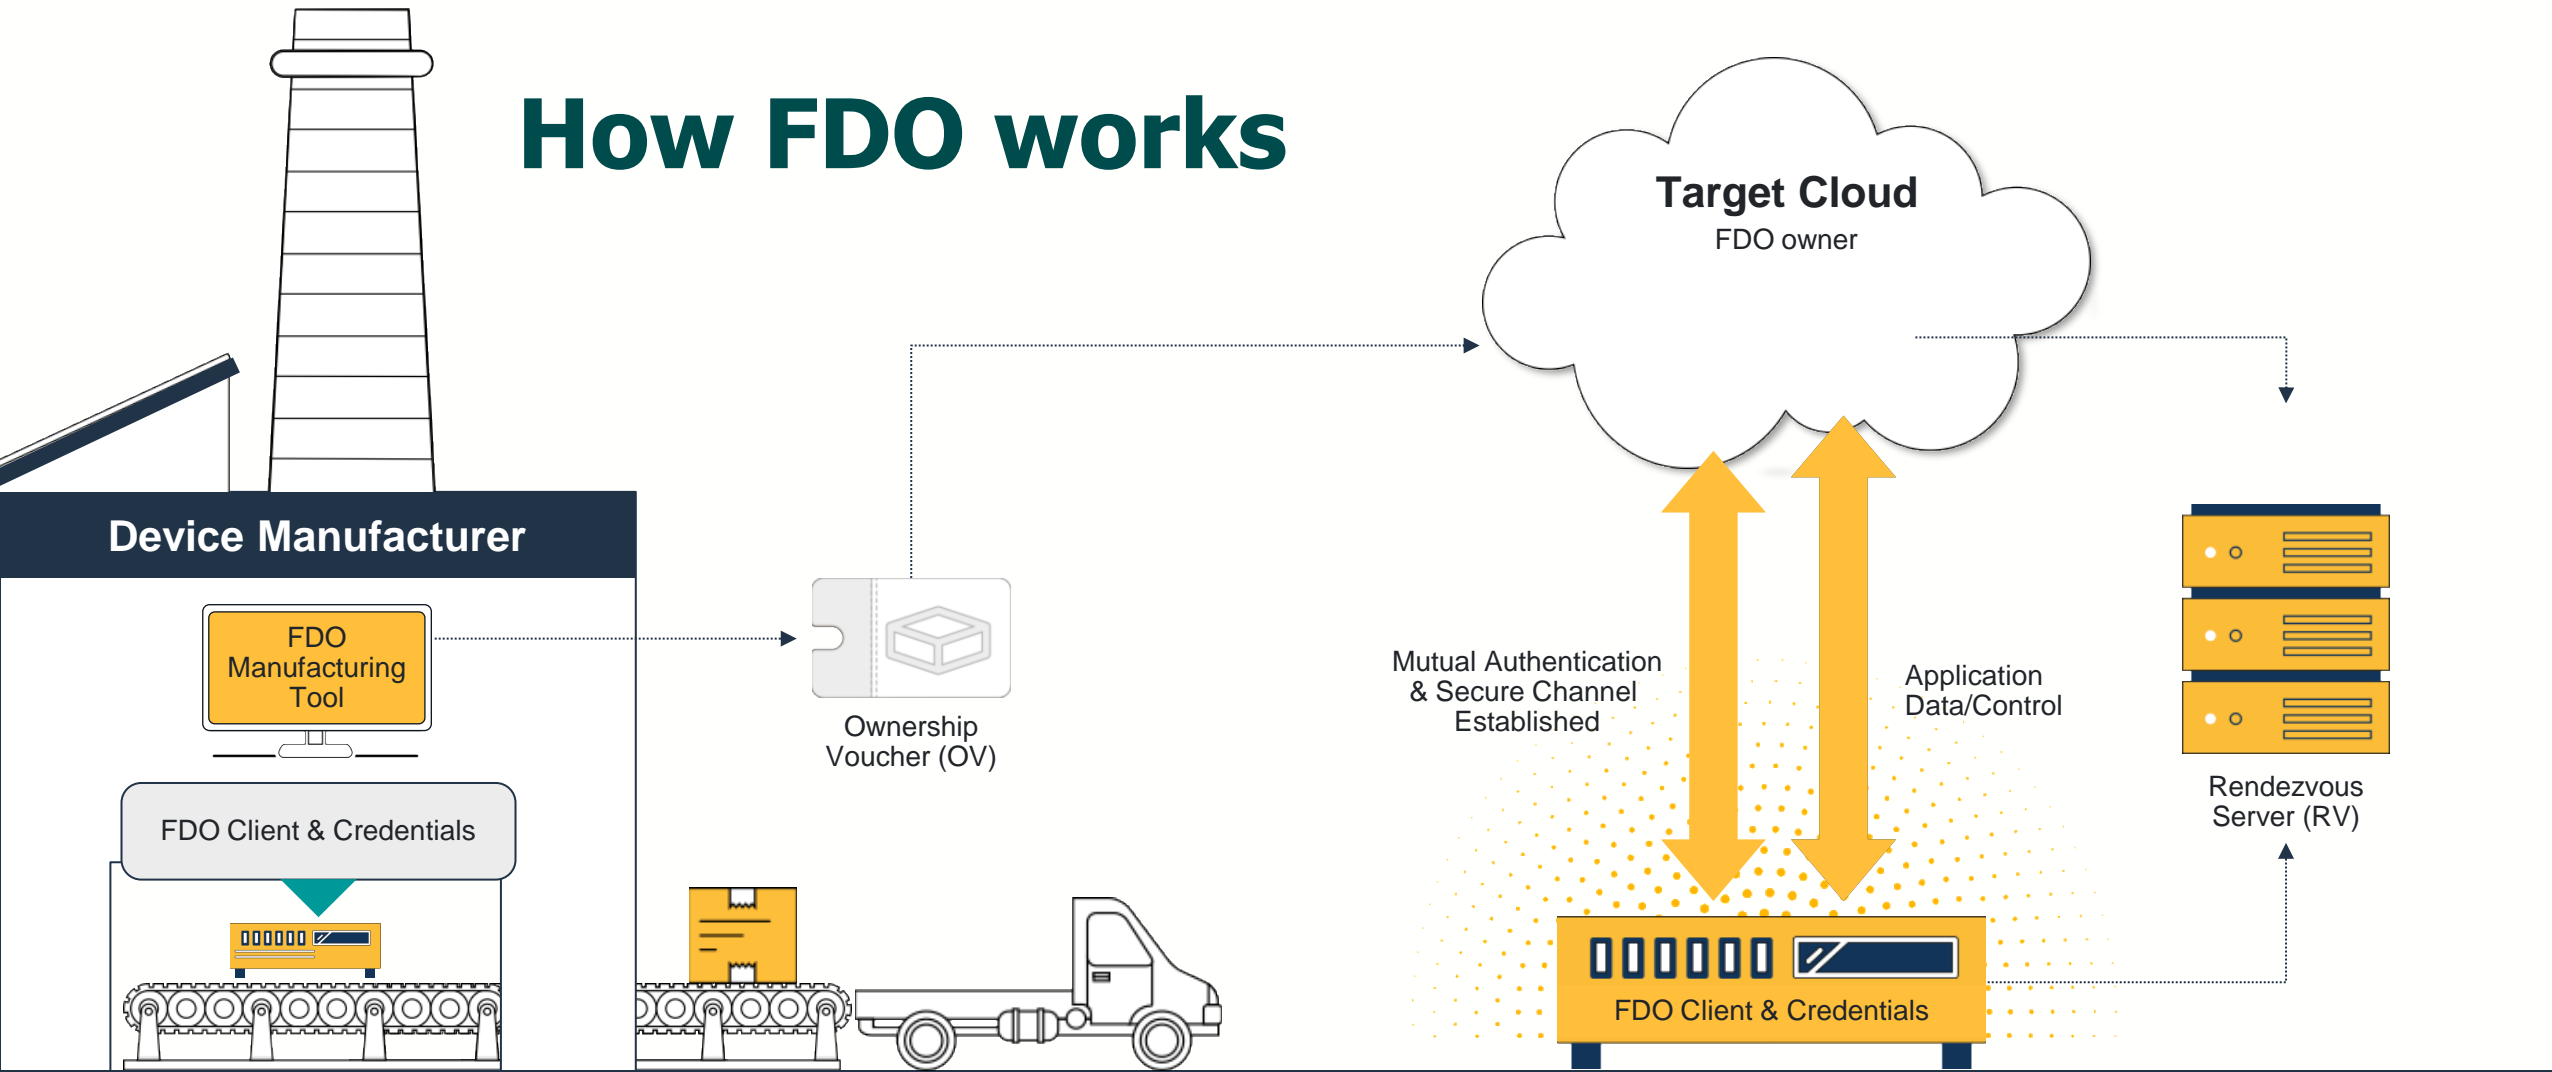 How FDO works
Target Cloud
FDO owner
Device Manufacturer
FDO
Manufacturing
Tool
FDO Client & Credentials
Ownership
Voucher (OV)
Mutual Authentication
& Secure Channel
Established
Application
Data/Control
Rendezvous
Server (RV)
FDO Client & Credentials